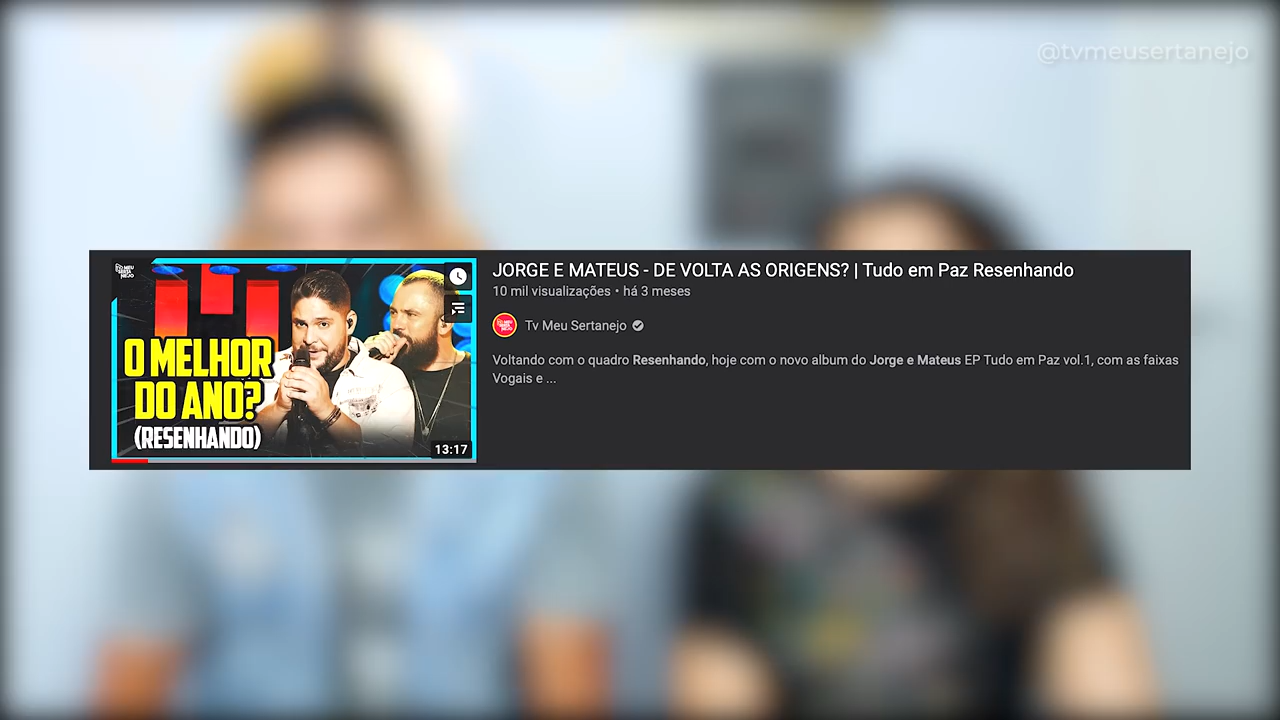 @tvmeusertanejo
JORGE E MATEUS - DE VOLTA AS ORIGENS? | Tudo em Paz Resenhando
10 mil visualizações • há 3 meses
Tv Meu Sertanejo
Voltando com o quadro Resenhando, hoje com o novo album do Jorge e Mateus EP Tudo em Paz vol.1, com as faixas
Vogais e ...
O MELHOR
DO ANO?
(RESENHANDO)
13:17